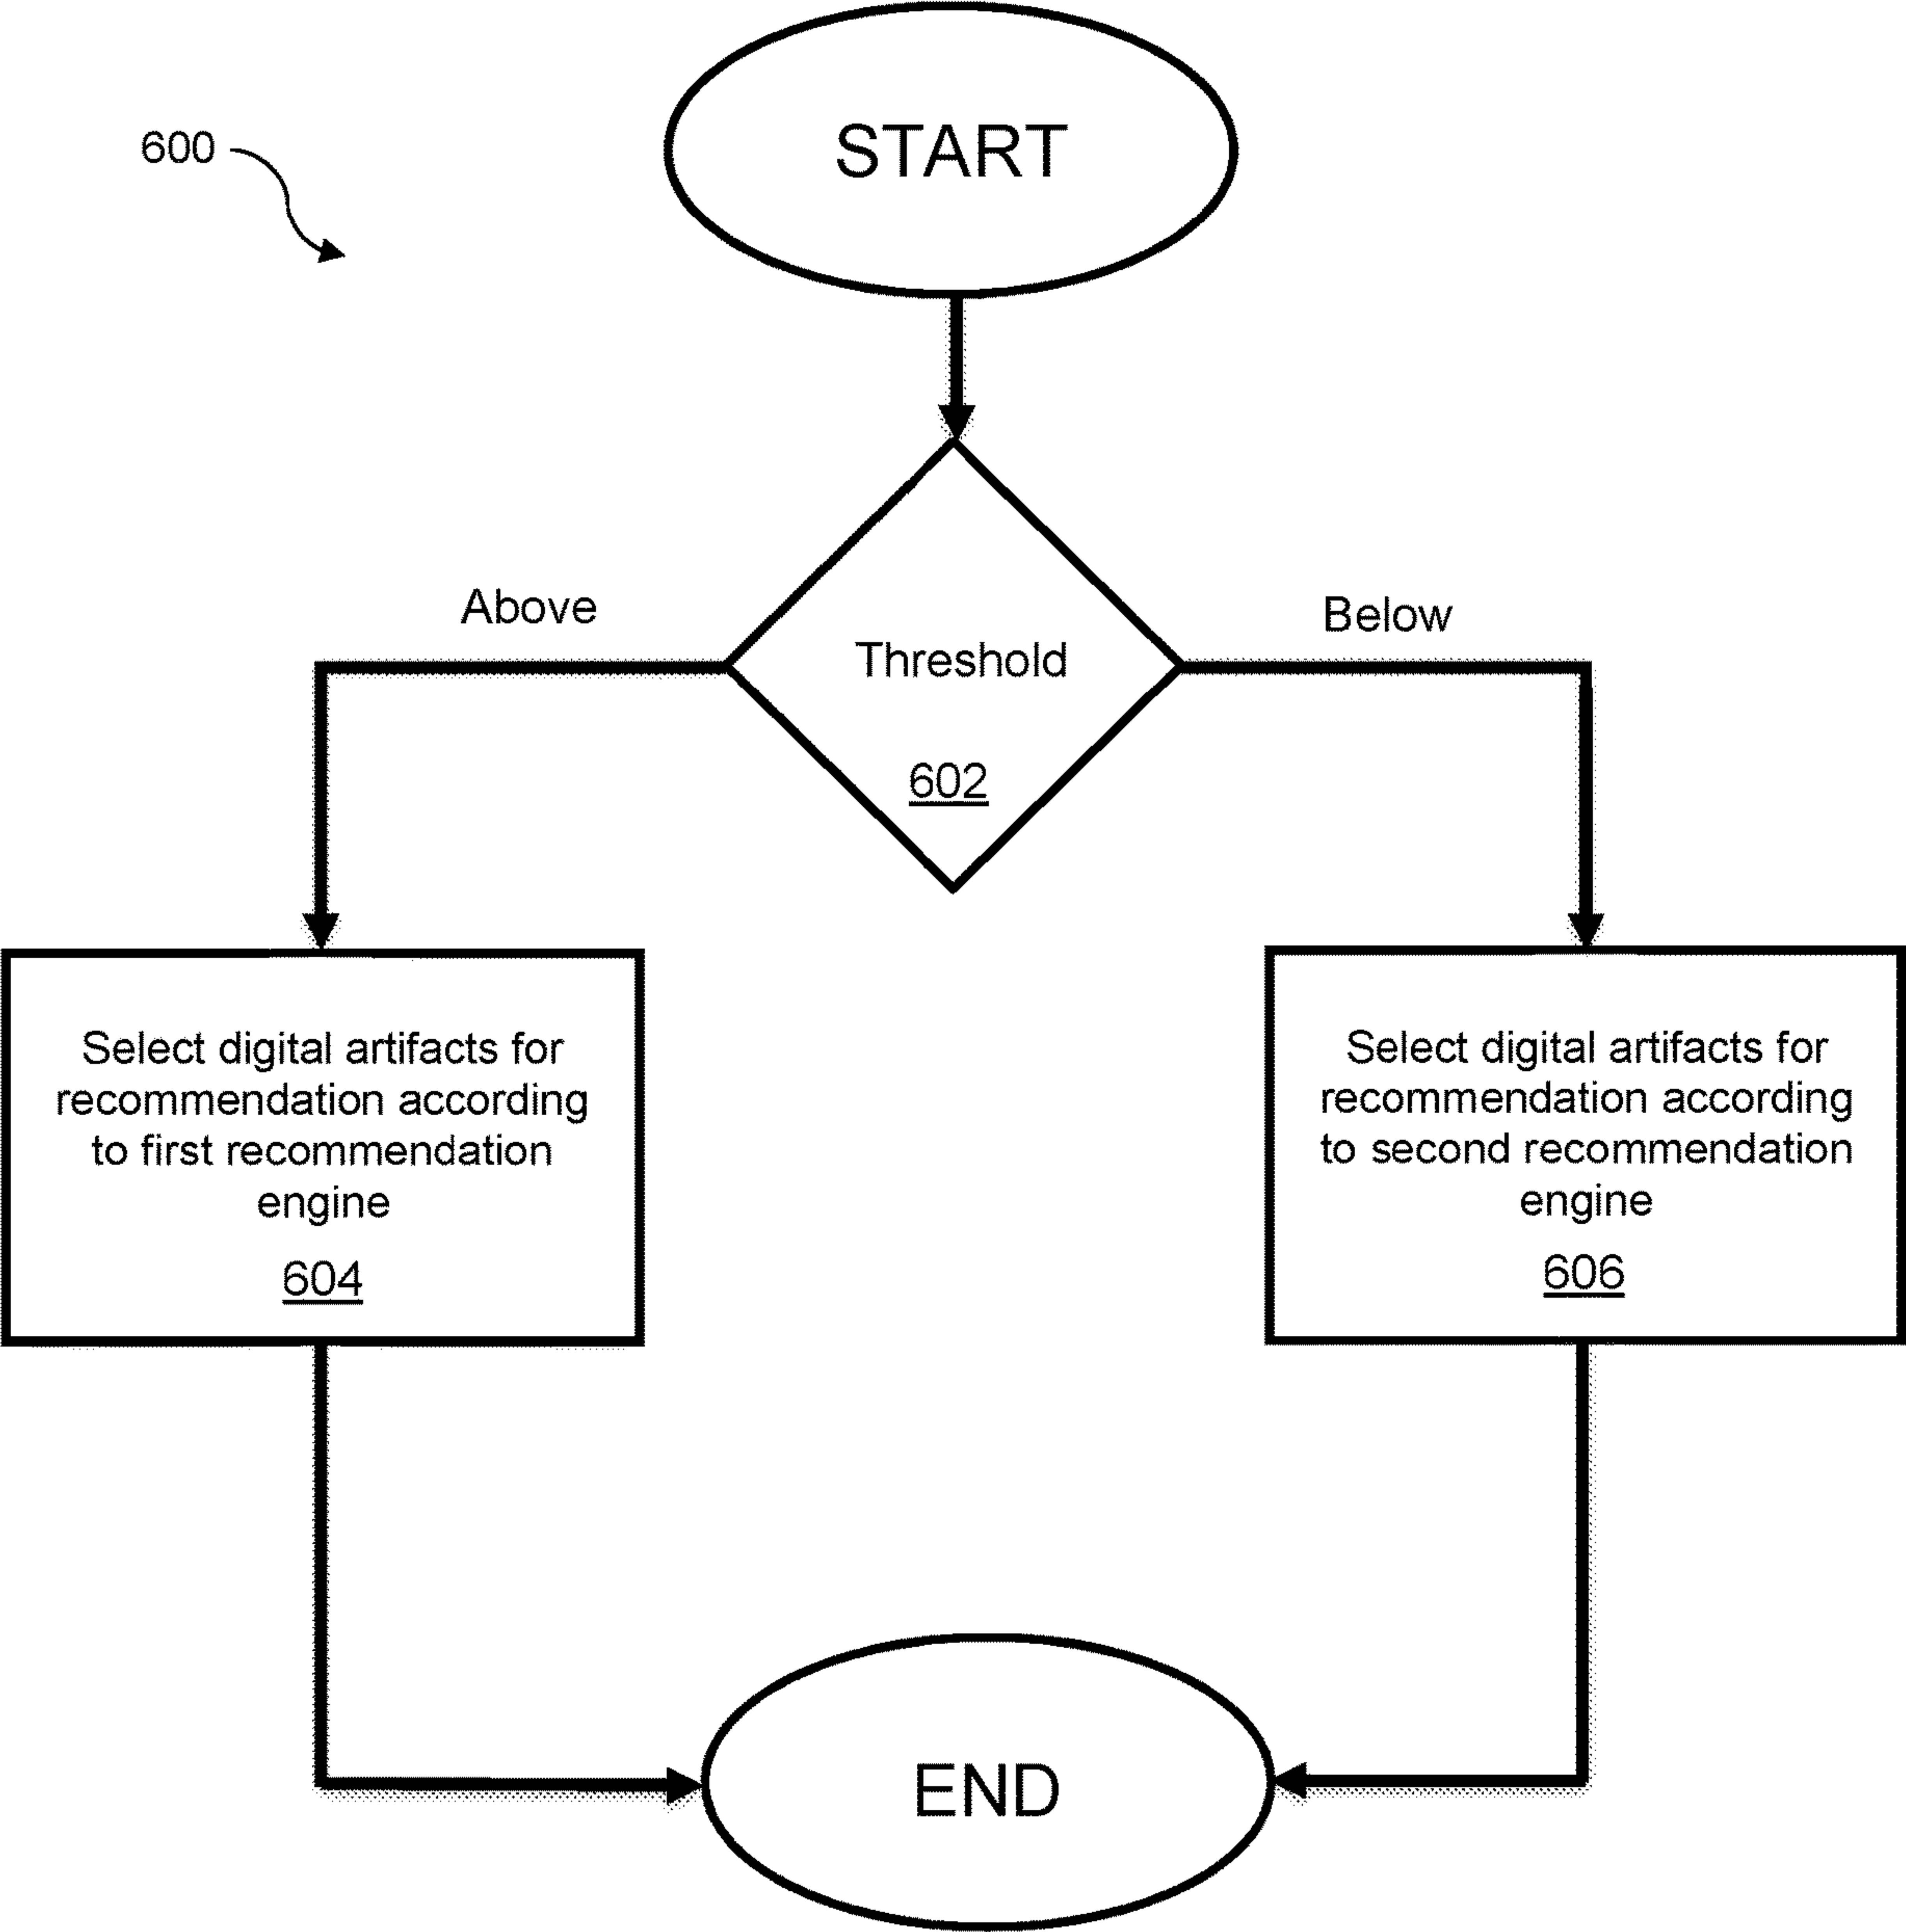 START
600
Above
Below
Threshold
602
Select digital artifacts for
recommendation according
to first recommendation
engine
604
Select digital artifacts for
recommendation according
to second recommendation
engine
606
END